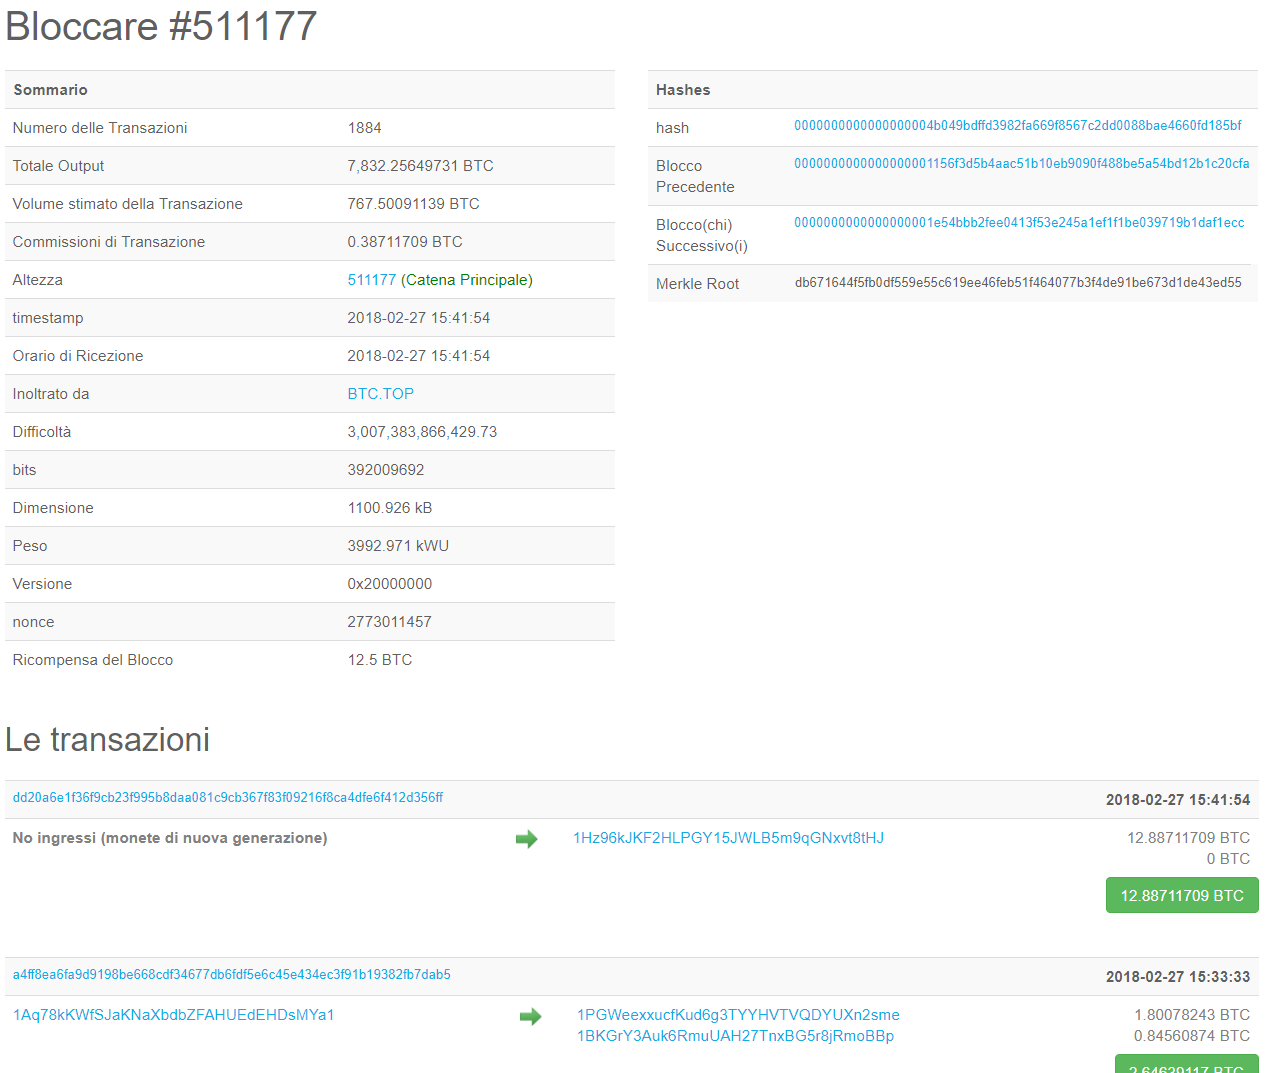 Bloccare #511177
Sommario
Numero delle Transazioni 1884
Totale Output 7,832.25649731 BTC
Volume stimato della Transazione 767.50091139 BTC
Commissioni di Transazione 0.38711709 BTC
Altezza 511177 (Catena Principale)
timestamp 2018-02-27 15:41:54
Orario di Ricezione 2018-02-27 15:41:54
Inoltrato da BTC.TOP
Difficoltà 3,007,383,866,429.73
bits 392009692
Dimensione 1100.926 kB
Peso 3992.971 kWU
Versione 0x20000000
nonce 2773011457
Ricompensa del Blocco 12.5 BTC
Hashes
hash 0000000000000000004b049bdffd3982fa669f8567c2dd0088bae4660fd185bf
Blocco 0000000000000000001156f3d5b4aac51b10eb9090f488be5a54bd12b1c20cfa
Precedente
Blocco(chi) 0000000000000000001e54bbb2fee0413f53e245a1ef1f1be039719b1daf1ecc
Successivo(i)
Merkle Root db671644f5fb0df559e55c619ee46feb51f464077b3f4de91be673d1de43ed55
Le transazioni
dd20a6e1f36f9cb23f995b8daa081c9cb367f83f09216f8ca4dfe6f412d356ff 2018-02-27 15:41:54
No ingressi (monete di nuova generazione) 1Hz96kJKF2HLPGY15JWLB5m9qGNxvt8tHJ 12.88711709 BTC
0 BTC
12.88711709 BTC
a4ff8ea6fa9d9198be668cdf34677db6fdf5e6c45e434ec3f91b19382fb7dab5 2018-02-27 15:33:33
1Aq78kKWfSJaKNaXbdbZFAHUEdEHDsMYa1 1PGWeexxucfKud6g3TYYHVTVQDYUXn2sme 1.80078243 BTC
1BKGrY3Auk6RmuUAH27TnxBG5r8jRmoBBp 0.84560874 BTC
2.64639117 BTC